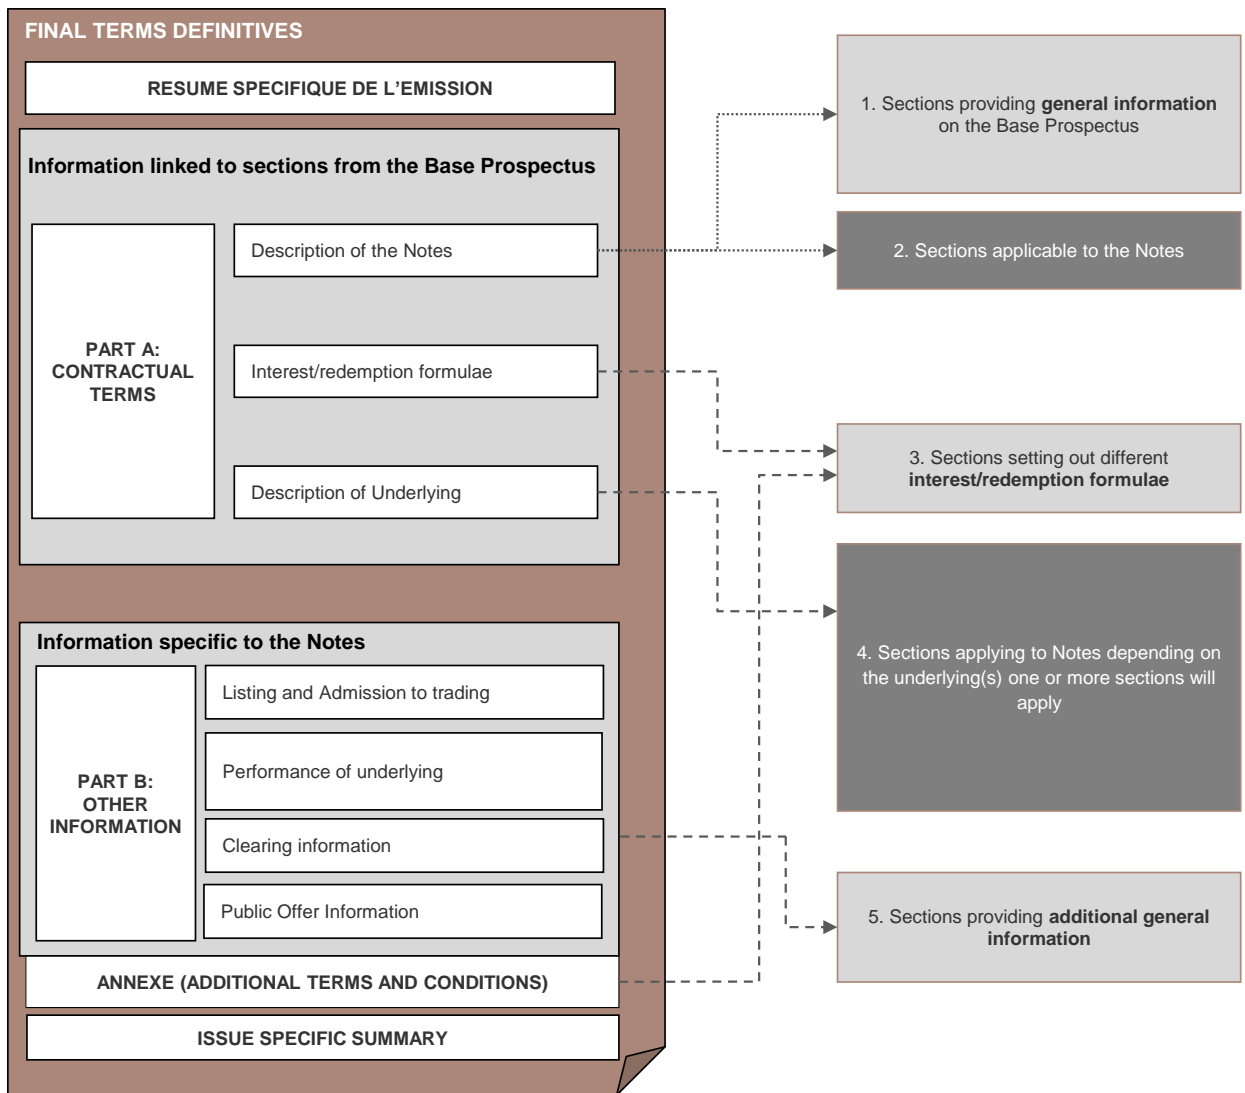 FINAL TERMS DEFINITIVES
RESUME SPECIFIQUE DE L'EMISSION
Information linked to sections from the Base Prospectus
PART A:
CONTRACTUAL
TERMS
Description of the Notes
Interest/redemption formulae
Description of Underlying
Information specific to the Notes
PART B:
OTHER
INFORMATION
Listing and Admission to trading
Performance of underlying
Clearing information
Public Offer Information
ANNEXE (ADDITIONAL TERMS AND CONDITIONS)
ISSUE SPECIFIC SUMMARY
1. Sections providing general information
on the Base Prospectus
2. Sections applicable to the Notes
3. Sections setting out different
interest/redemption formulae
4. Sections applying to Notes depending on
the underlying(s) one or more sections will
apply
5. Sections providing additional general
information